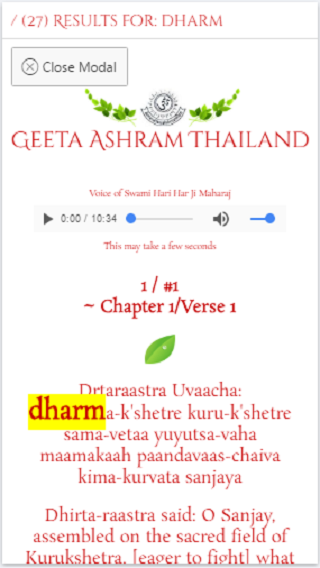 / (27) Results for: dharm
Close Modal
Geeta Ashram Thailand
Voice of Swami Hari Har Ji Maharaj
0:00 / 10:34
This may take a few seconds
1 / #1
~ Chapter 1/Verse 1
Drtaraastra Uvaacha:
dharma-k'shetre kuru-k'shetre
sama-vetaa yuyutsa-vaha
maamakaah paandavaas-chaiva
kima-kurvata sanjaya
Dhirta-raastra said: O Sanjay,
assembled on the sacred field of
Kurukshetra, [eager to fight] what